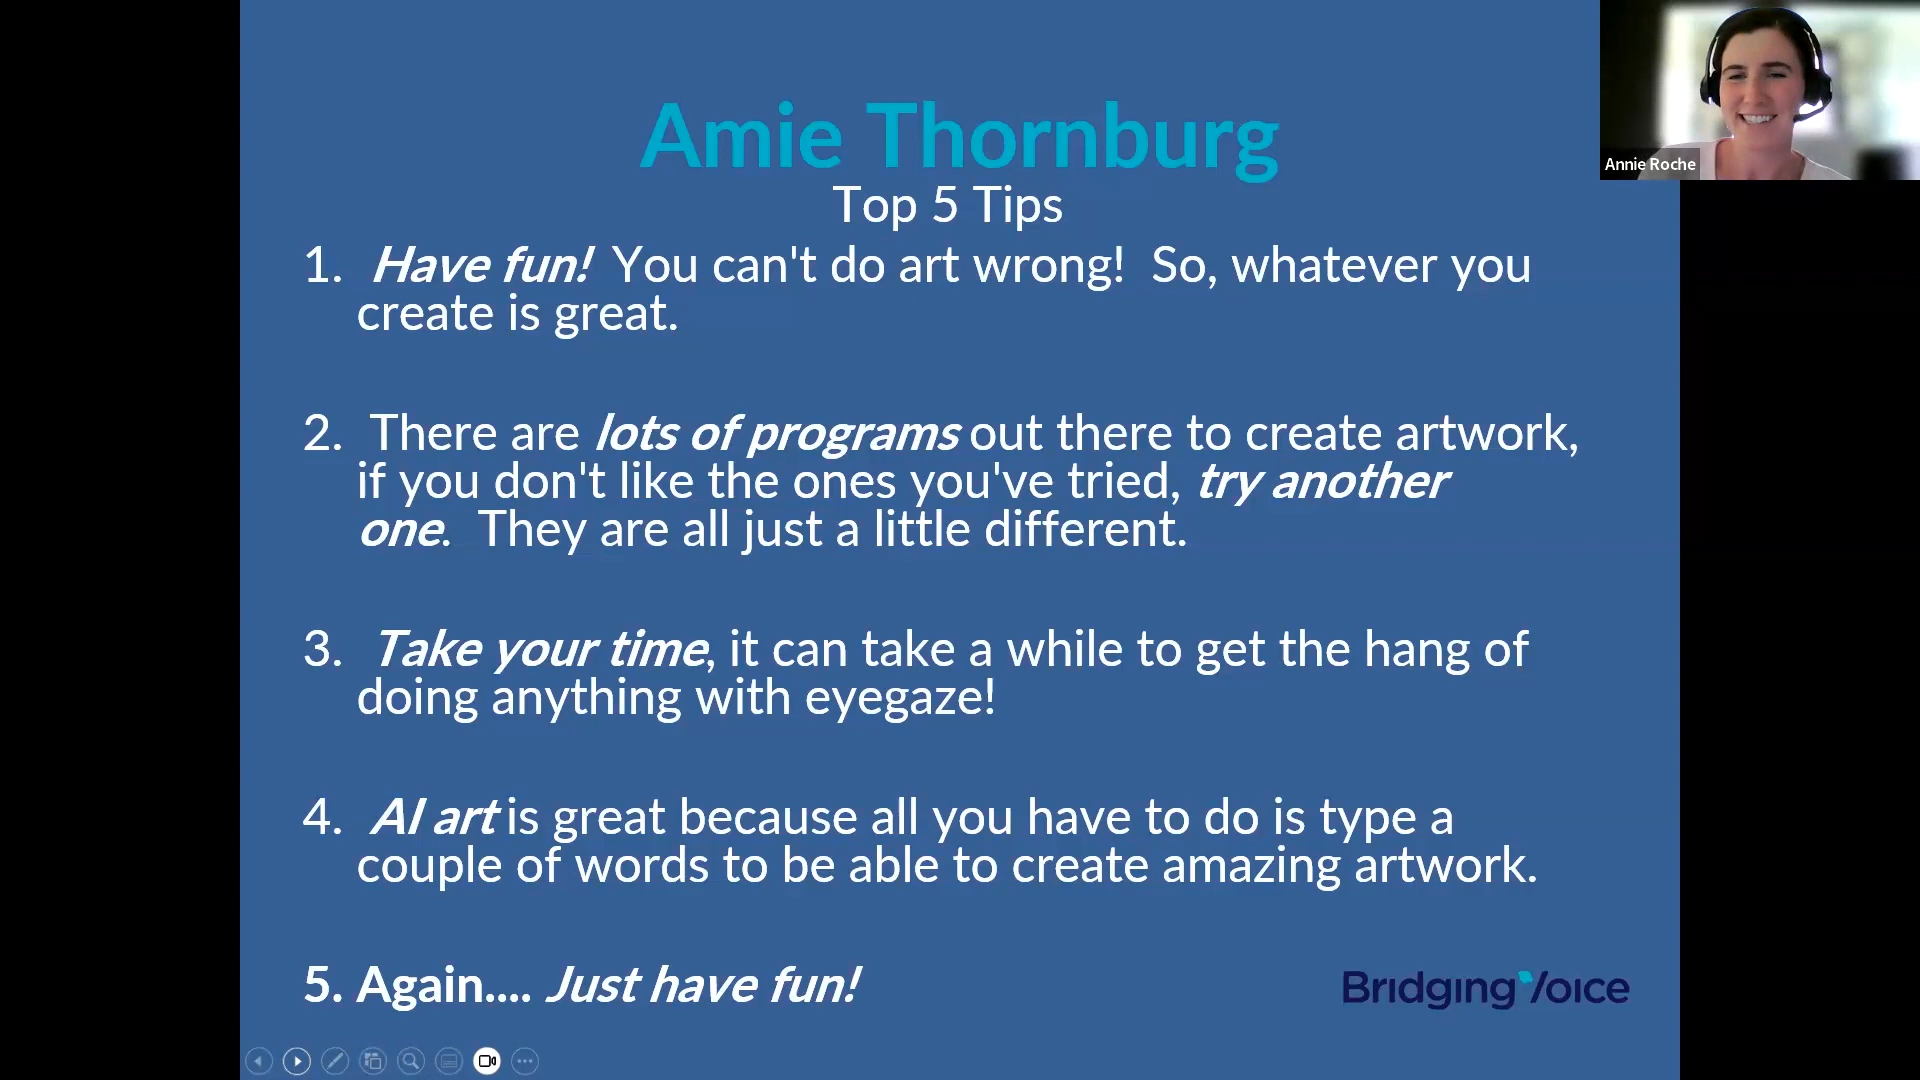 Amie Thornburg
Top 5 Tips
1. Have fun! You can't do art wrong! So, whatever you
create is great.
2. There are lots of programs out there to create artwork,
if you don't like the ones you've tried, try another
one. They are all just a little different.
3. Take your time, it can take a while to get the hang of
doing anything with eyegaze!
4. AI art is great because all you have to do is type a
couple of words to be able to create amazing artwork.
5. Again.... Just have fun!
BridgingVoice
Annie Roche